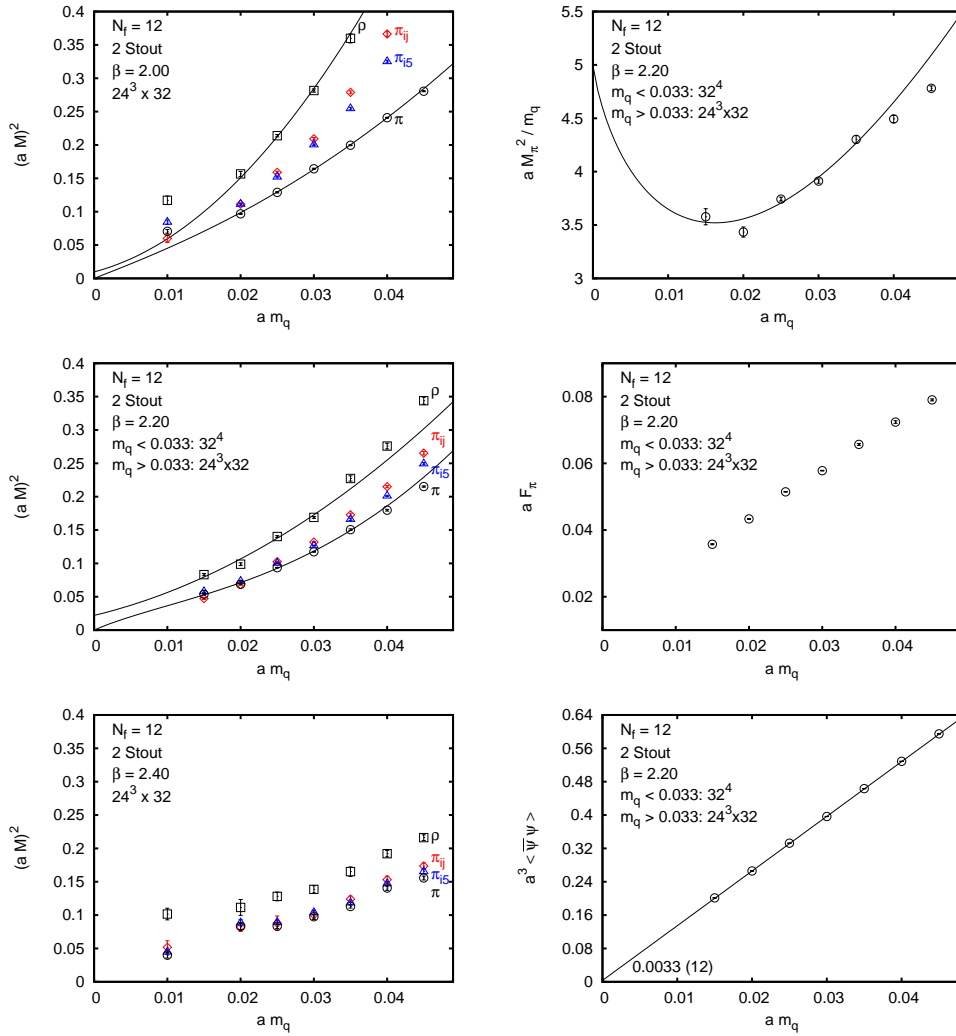 N_f = 12
2 Stout
β = 2.00
24^3 x 32
ρ
π_ij
π_i5
π
(a M)^2
0.4
0.35
0.3
0.25
0.2
0.15
0.1
0.05
0
0 0.01 0.02 0.03 0.04
a m_q
N_f = 12
2 Stout
β = 2.20
m_q < 0.033: 32^4
m_q > 0.033: 24^3x32
a M_π^2 / m_q
5.5
5
4.5
4
3.5
3
0 0.01 0.02 0.03 0.04
a m_q
N_f = 12
2 Stout
β = 2.20
m_q < 0.033: 32^4
m_q > 0.033: 24^3x32
ρ
π_ij
π_i5
π
(a M)^2
0.4
0.35
0.3
0.25
0.2
0.15
0.1
0.05
0
0 0.01 0.02 0.03 0.04
a m_q
N_f = 12
2 Stout
β = 2.20
m_q < 0.033: 32^4
m_q > 0.033: 24^3x32
a F_π
0.08
0.06
0.04
0.02
0 0.01 0.02 0.03 0.04
a m_q
N_f = 12
2 Stout
β = 2.40
24^3 x 32
ρ
π_ij
π_i5
π
(a M)^2
0.4
0.35
0.3
0.25
0.2
0.15
0.1
0.05
0
0 0.01 0.02 0.03 0.04
a m_q
N_f = 12
2 Stout
β = 2.20
m_q < 0.033: 32^4
m_q > 0.033: 24^3x32
a^3 < ψ̅ ψ >
0.64
0.56
0.48
0.4
0.32
0.24
0.16
0.08
0
0.0033 (12)
0 0.01 0.02 0.03 0.04
a m_q